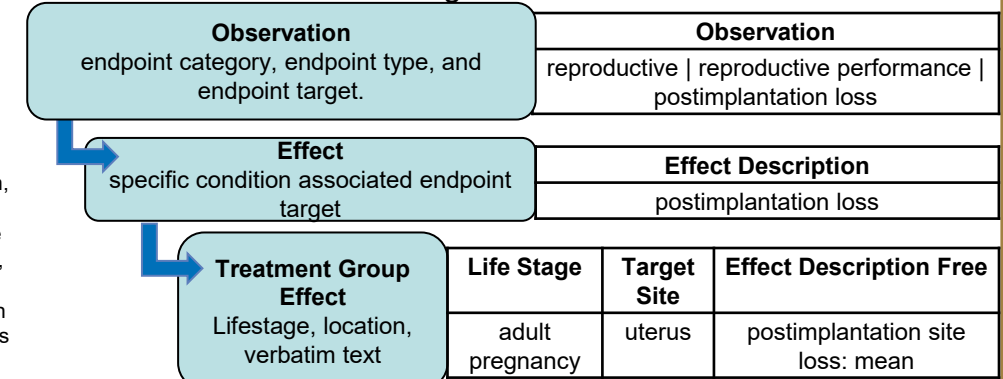 Observation
endpoint category, endpoint type, and
endpoint target.
Observation
reproductive | reproductive performance |
postimplantation loss
Effect
specific condition associated endpoint
target
Effect Description
postimplantation loss
Treatment Group
Effect
Lifestage, location,
verbatim text
Life Stage
Target
Site
Effect Description Free
adult
pregnancy
uterus
postimplantation site
loss: mean